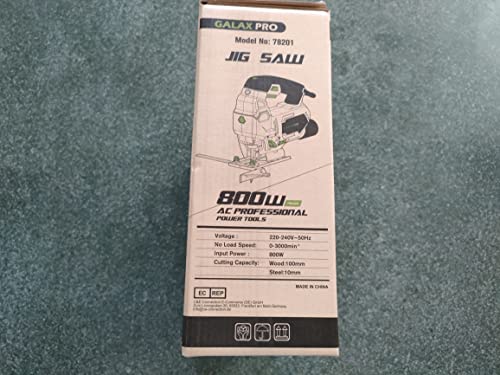 GALAX PRO
Model No: 78201
JIG SAW
800W
AC PROFESSIONAL
POWER TOOLS
Voltage : 220-240V~50Hz
No Load Speed: 0-3000min⁻
Input Power : 800W
Cutting Capacity: Wood:100mm
Steel:10mm
EC REP
MADE IN CHINA